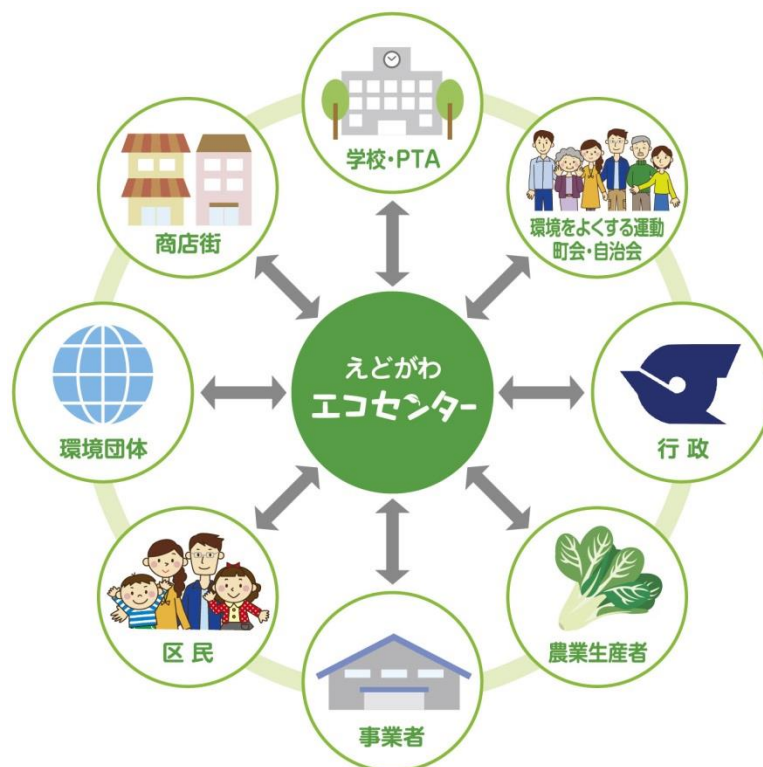 学校・PTA
商店街
環境をよくする運動
町会・自治会
えどがわ
エコセンター
環境団体
行政
区民
農業生産者
事業者